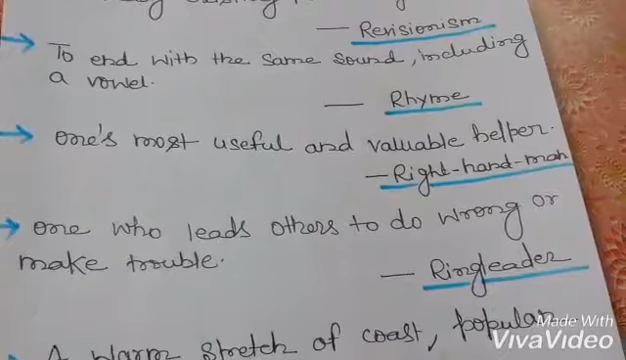 — Revisionism
To end with the same sound, including
a vowel.
— Rhyme
One's most useful and valuable helper.
— Right-hand-man
One who leads others to do wrong or
make trouble.
— Ringleader
A warm stretch of coast, popular
Made With
VivaVideo